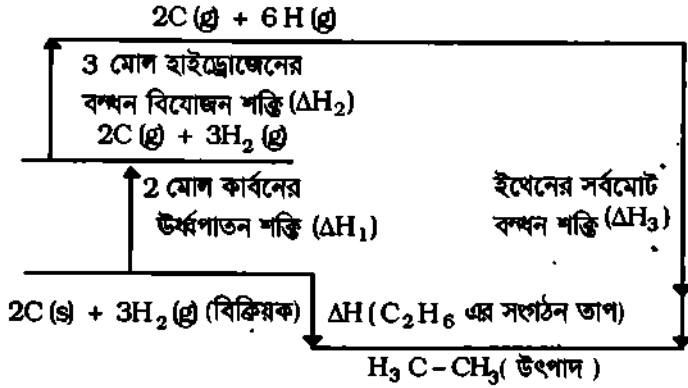 2C (g) + 6 H (g)
3 মোল হাইড্রোজেনের
বন্ধন বিযোজন শক্তি (ΔH₂)
2C (g) + 3H₂ (g)
2 মোল কার্বনের
ঊর্ধ্বপাতন শক্তি (ΔH₁)
ইথেনের সর্বমোট
বন্ধন শক্তি (ΔH₃)
2C (s) + 3H₂ (g) (বিক্রিয়ক)
ΔH ( C₂H₆ এর সংগঠন তাপ)
H₃ C – CH₃ ( উৎপাদ )